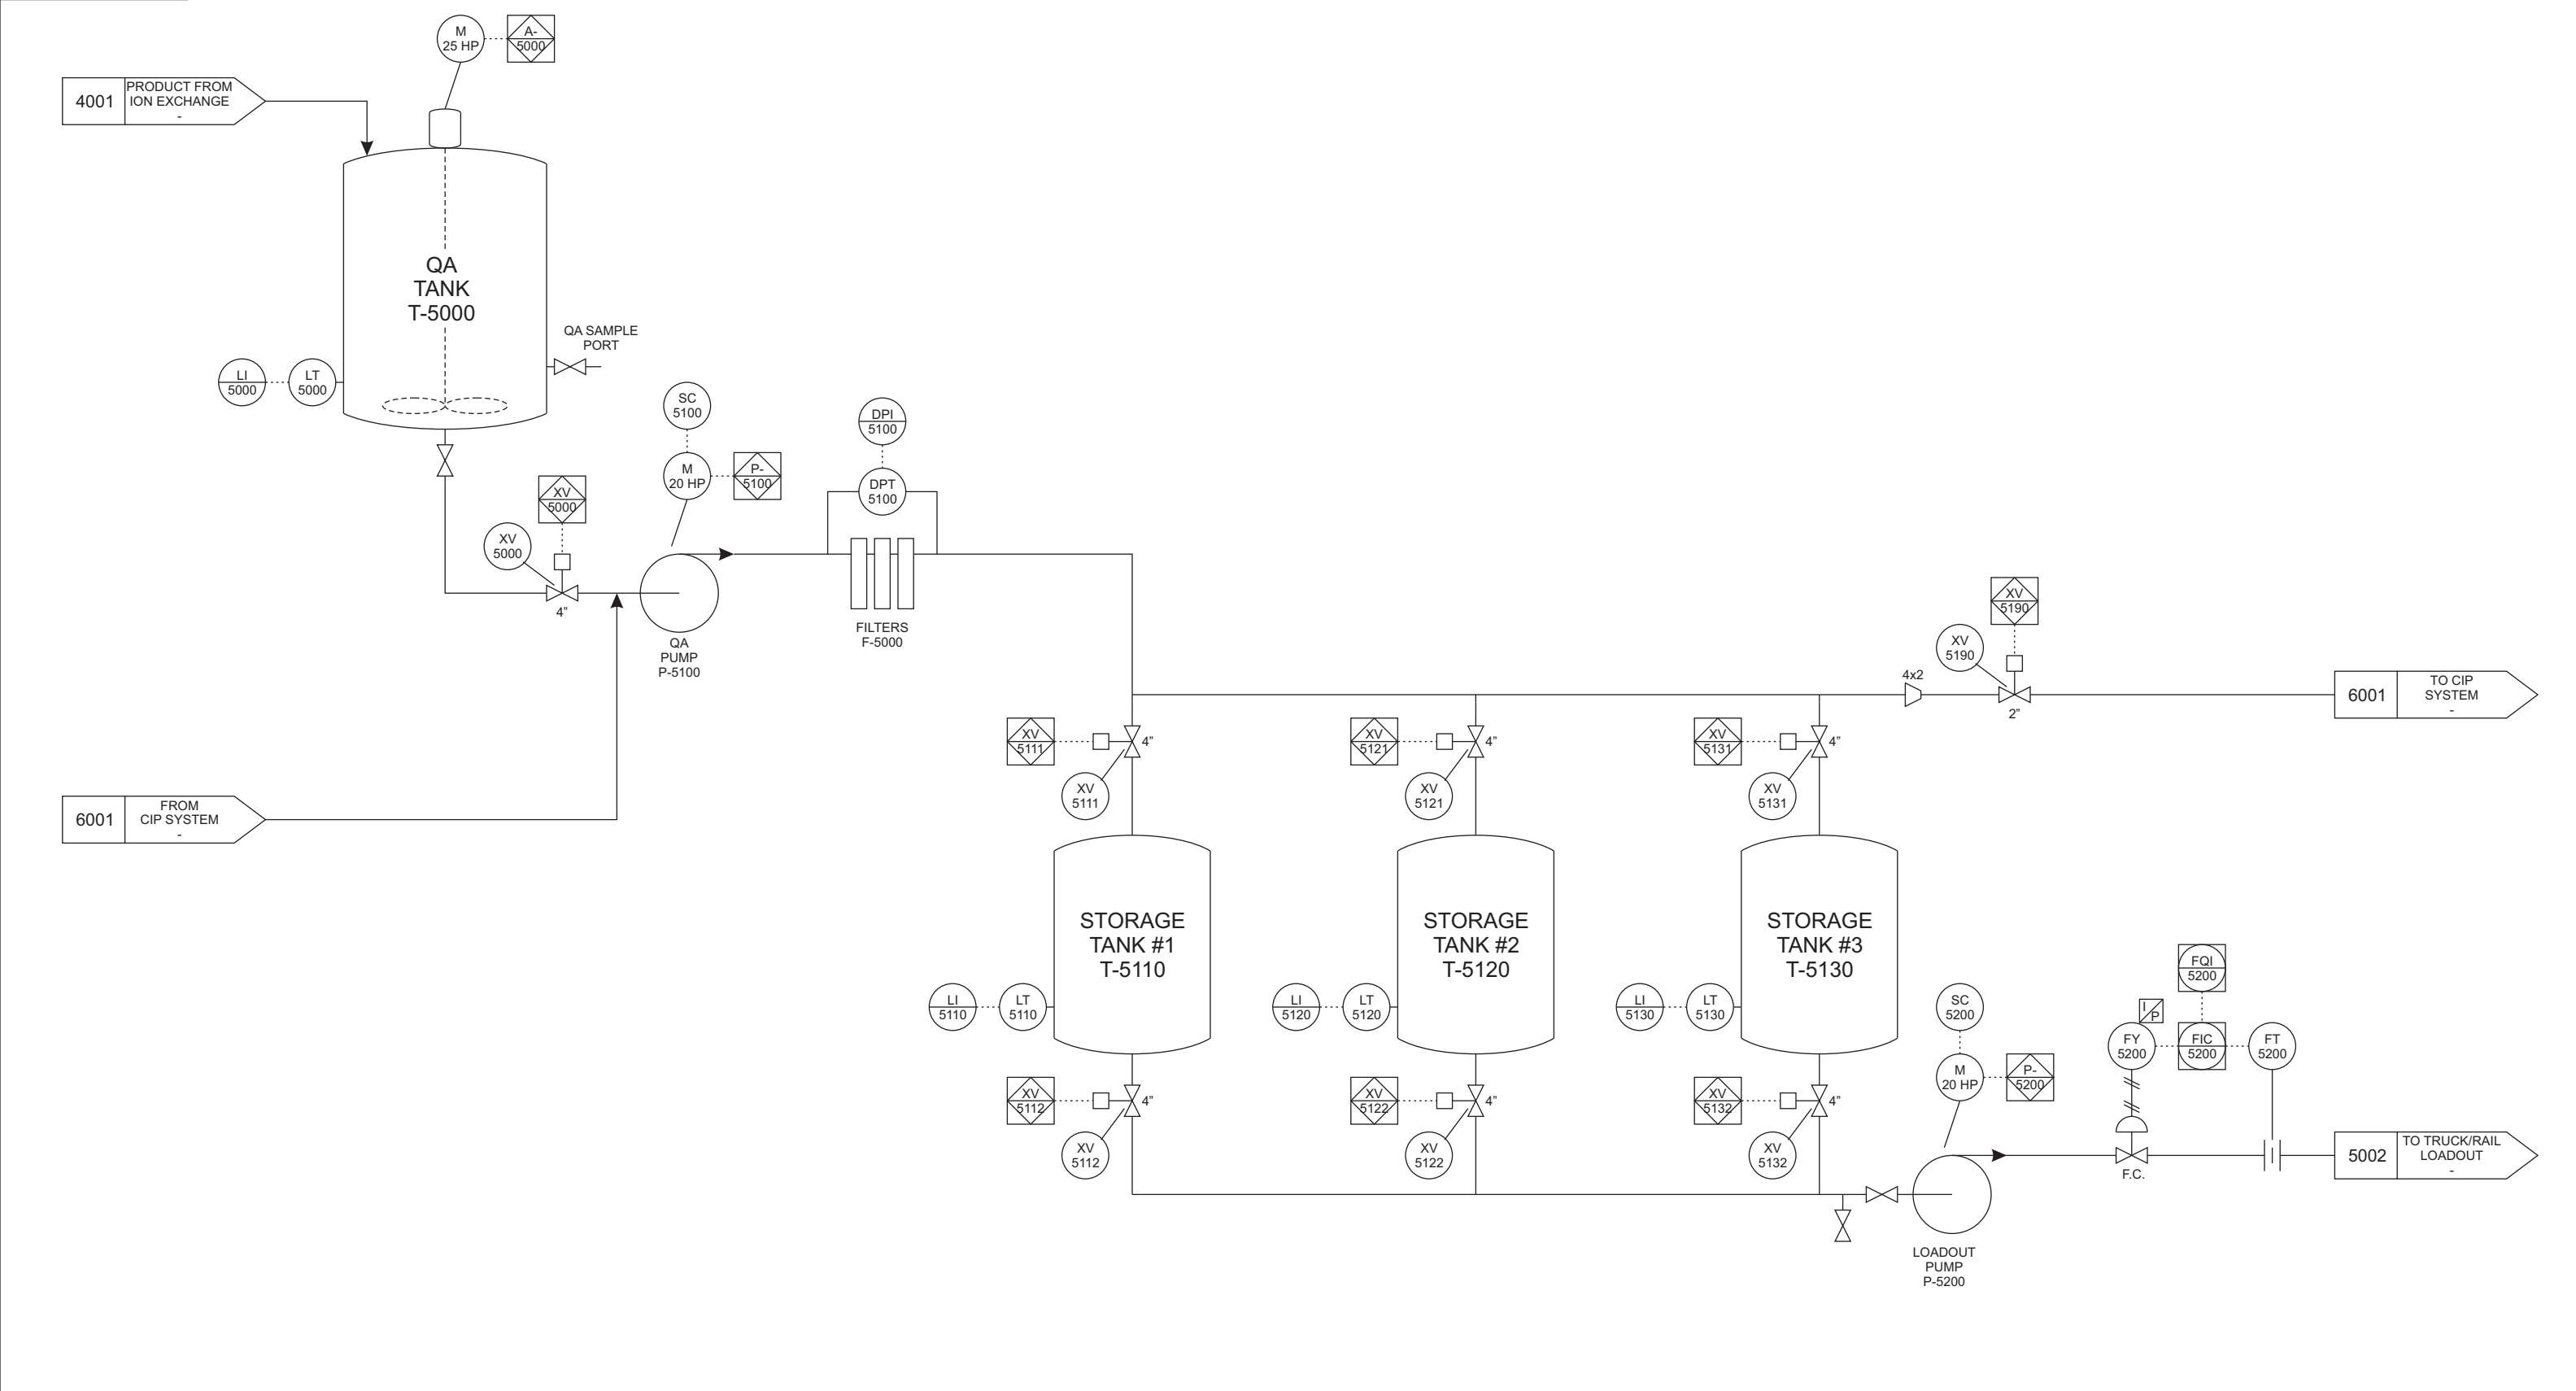 M
25 HP
A-
5000
4001
PRODUCT FROM
ION EXCHANGE
-
QA
TANK
T-5000
QA SAMPLE
PORT
LI
5000
LT
5000
SC
5100
M
20 HP
P-
5100
DPI
5100
DPT
5100
XV
5000
XV
5000
4”
QA
PUMP
P-5100
FILTERS
F-5000
XV
5190
XV
5190
4x2
2”
6001
TO CIP
SYSTEM
-
XV
5111
4”
XV
5111
XV
5121
4”
XV
5121
XV
5131
4”
XV
5131
6001
FROM
CIP SYSTEM
-
STORAGE
TANK #1
T-5110
STORAGE
TANK #2
T-5120
STORAGE
TANK #3
T-5130
LI
5110
LT
5110
LI
5120
LT
5120
LI
5130
LT
5130
SC
5200
M
20 HP
P-
5200
FQI
5200
I
P
FY
5200
FIC
5200
FT
5200
XV
5112
4”
XV
5112
XV
5122
4”
XV
5122
XV
5132
4”
XV
5132
F.C.
5002
TO TRUCK/RAIL
LOADOUT
-
LOADOUT
PUMP
P-5200